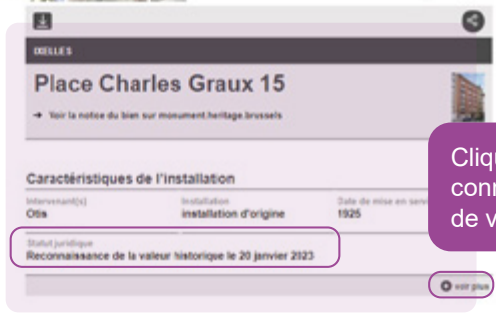 IXELLES
Place Charles Graux 15
→ Voir la notice du bien sur monument.heritage.brussels
Caractéristiques de l'installation
Intervenant(s)
Otis
Installation
installation d'origine
Date de mise en serv
1925
Statut juridique
Reconnaissance de la valeur historique le 20 janvier 2023
voir plus
Cliqu
conn
de v